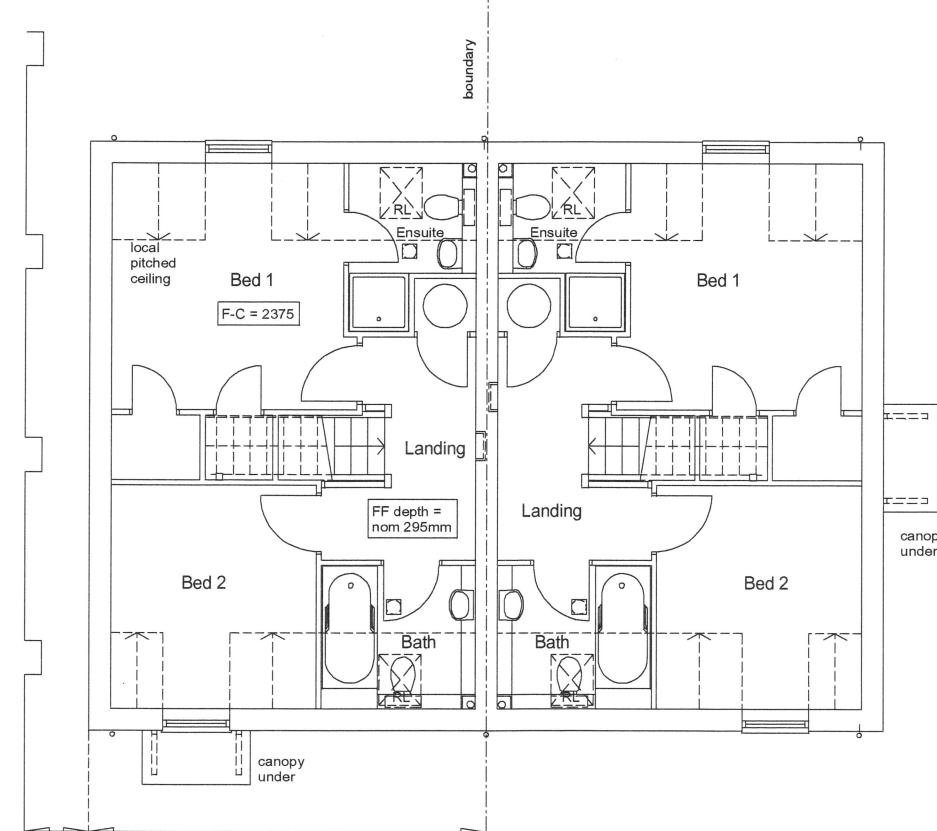 boundary
RL
RL
Ensuite
Ensuite
local
pitched
ceiling
Bed 1
Bed 1
F-C = 2375
Landing
FF depth =
nom 295mm
Landing
canop
under
Bed 2
Bed 2
Bath
Bath
RL
RL
canopy
under